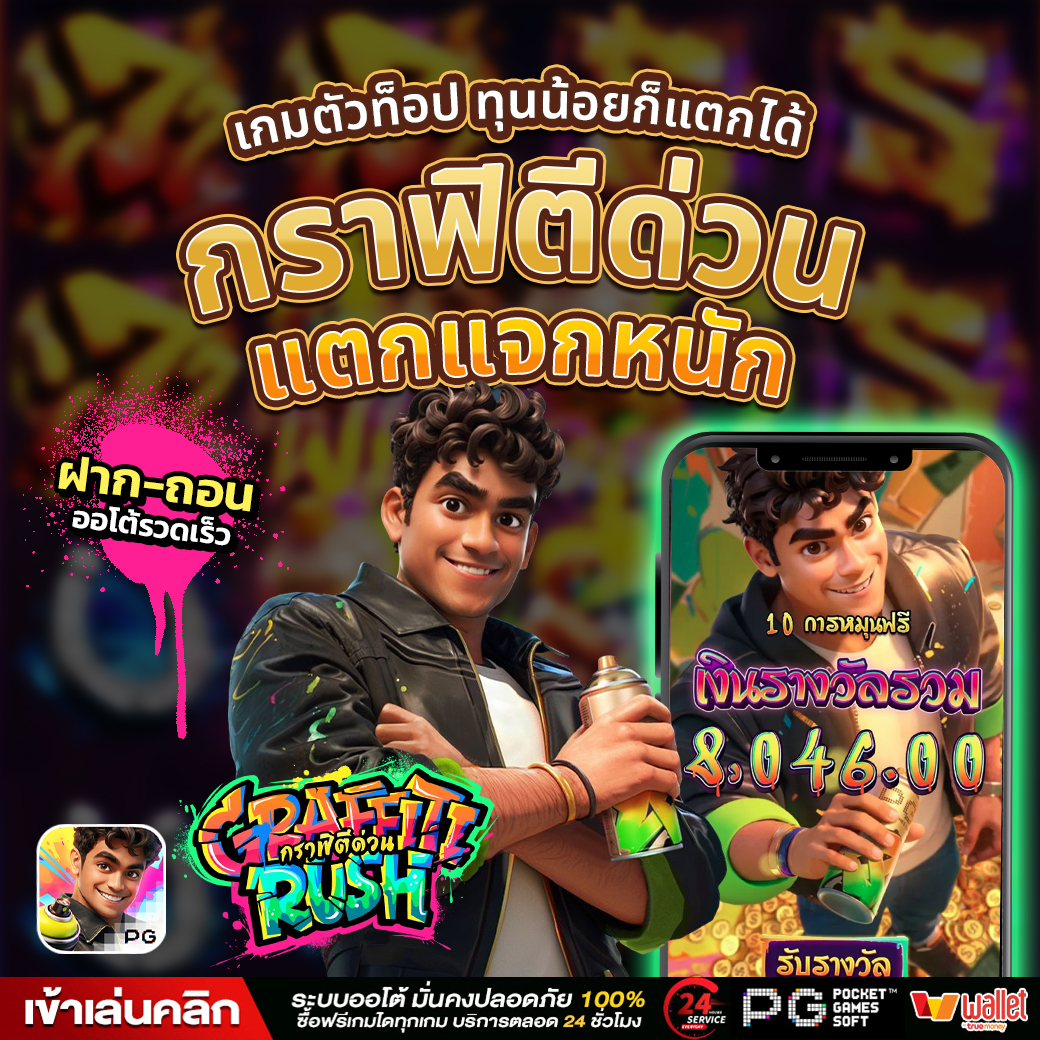 เกมตัวท็อป ทุนน้อยก็แตกได้
กราฟิตีด่วน
แตกแจกหนัก
ฝาก-ถอน
ออโต้รวดเร็ว
10 การหมุนฟรี
เงินรางวัลรวม
8,046.00
รับรางวัล
GRAFFITI
กราฟิตีด่วน
RUSH
PG
เข้าเล่นคลิก
ระบบออโต้ มั่นคงปลอดภัย 100%
ซื้อฟรีเกมได้ทุกเกม บริการตลอด 24 ชั่วโมง
24 HOURS
SERVICE
EVERYDAY
PG POCKET GAMES SOFT™
wallet
by truemoney